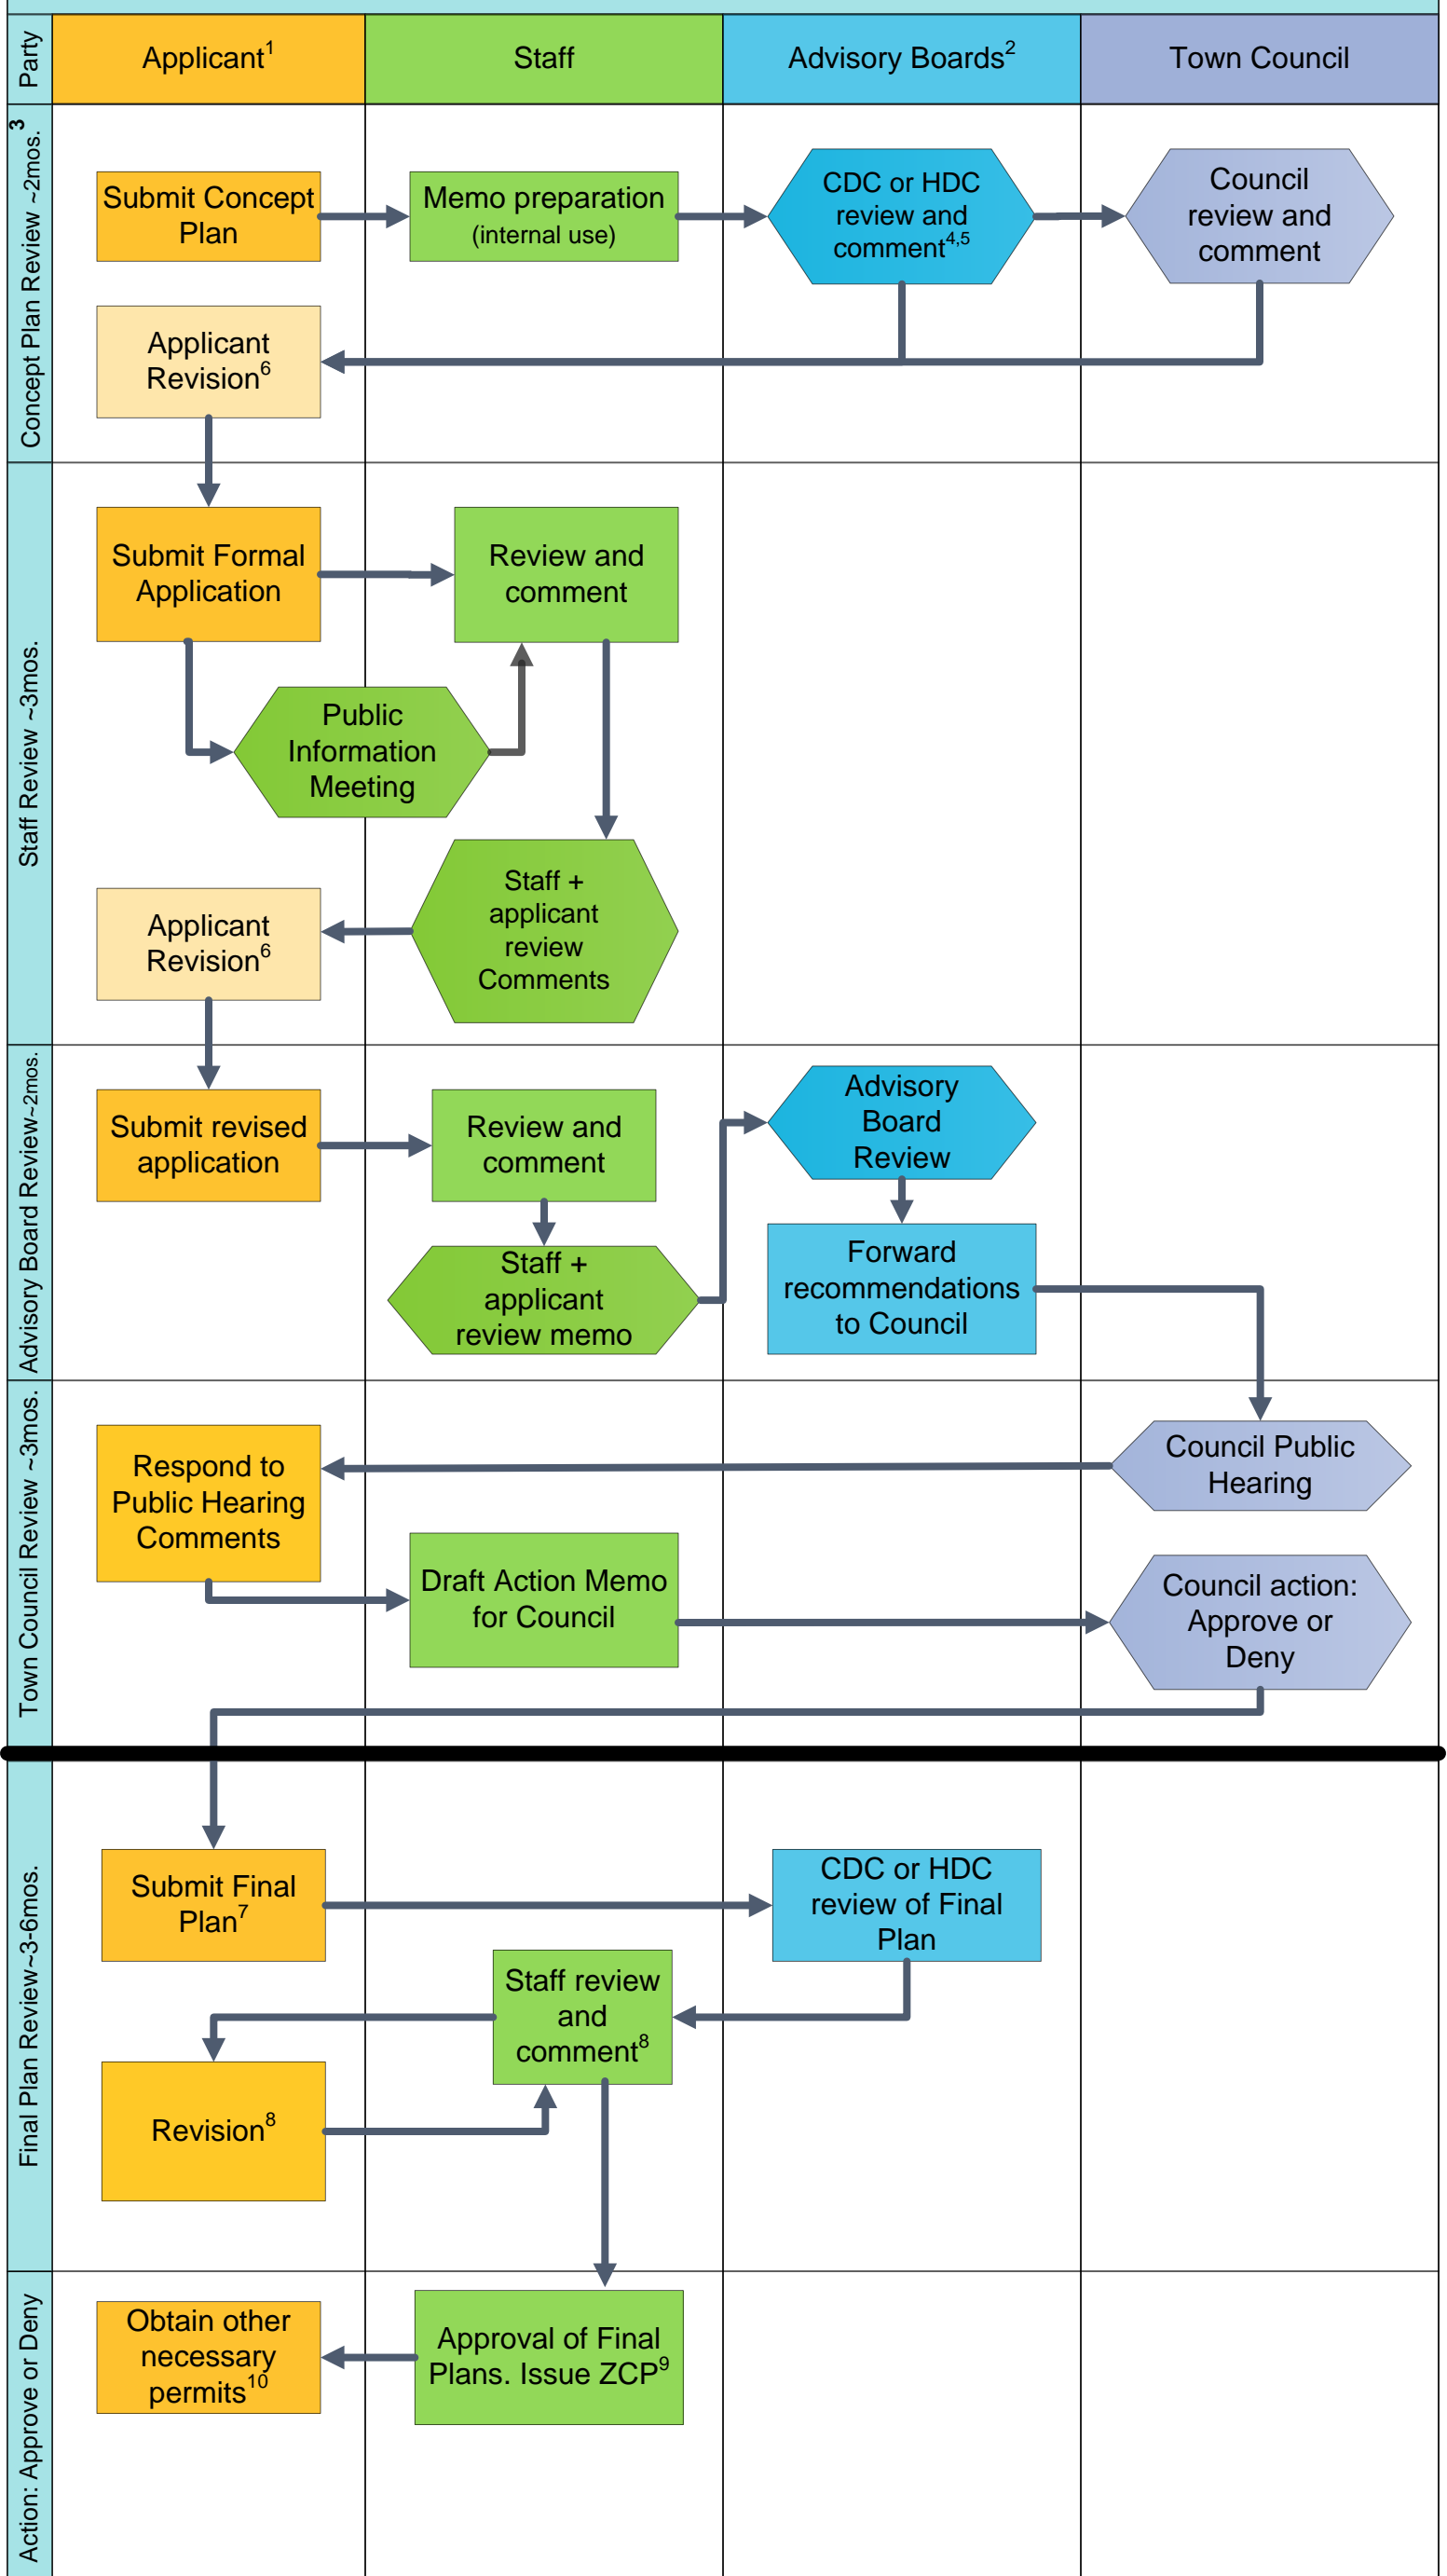 Party
Applicant1
Staff
Advisory Boards2
Town Council
Concept Plan Review ~2mos.3
Submit Concept
Plan
Memo preparation
(internal use)
CDC or HDC
review and
comment4,5
Council
review and
comment
Applicant
Revision6
Staff Review ~3mos.
Submit Formal
Application
Review and
comment
Public
Information
Meeting
Staff +
applicant
review
Comments
Applicant
Revision6
Advisory Board Review~2mos.
Submit revised
application
Review and
comment
Advisory
Board
Review
Staff +
applicant
review memo
Forward
recommendations
to Council
Town Council Review ~3mos.
Council Public
Hearing
Respond to
Public Hearing
Comments
Draft Action Memo
for Council
Council action:
Approve or
Deny
Final Plan Review~3-6mos.
Submit Final
Plan7
CDC or HDC
review of Final
Plan
Staff review
and
comment8
Revision8
Action: Approve or Deny
Obtain other
necessary
permits10
Approval of Final
Plans. Issue ZCP9